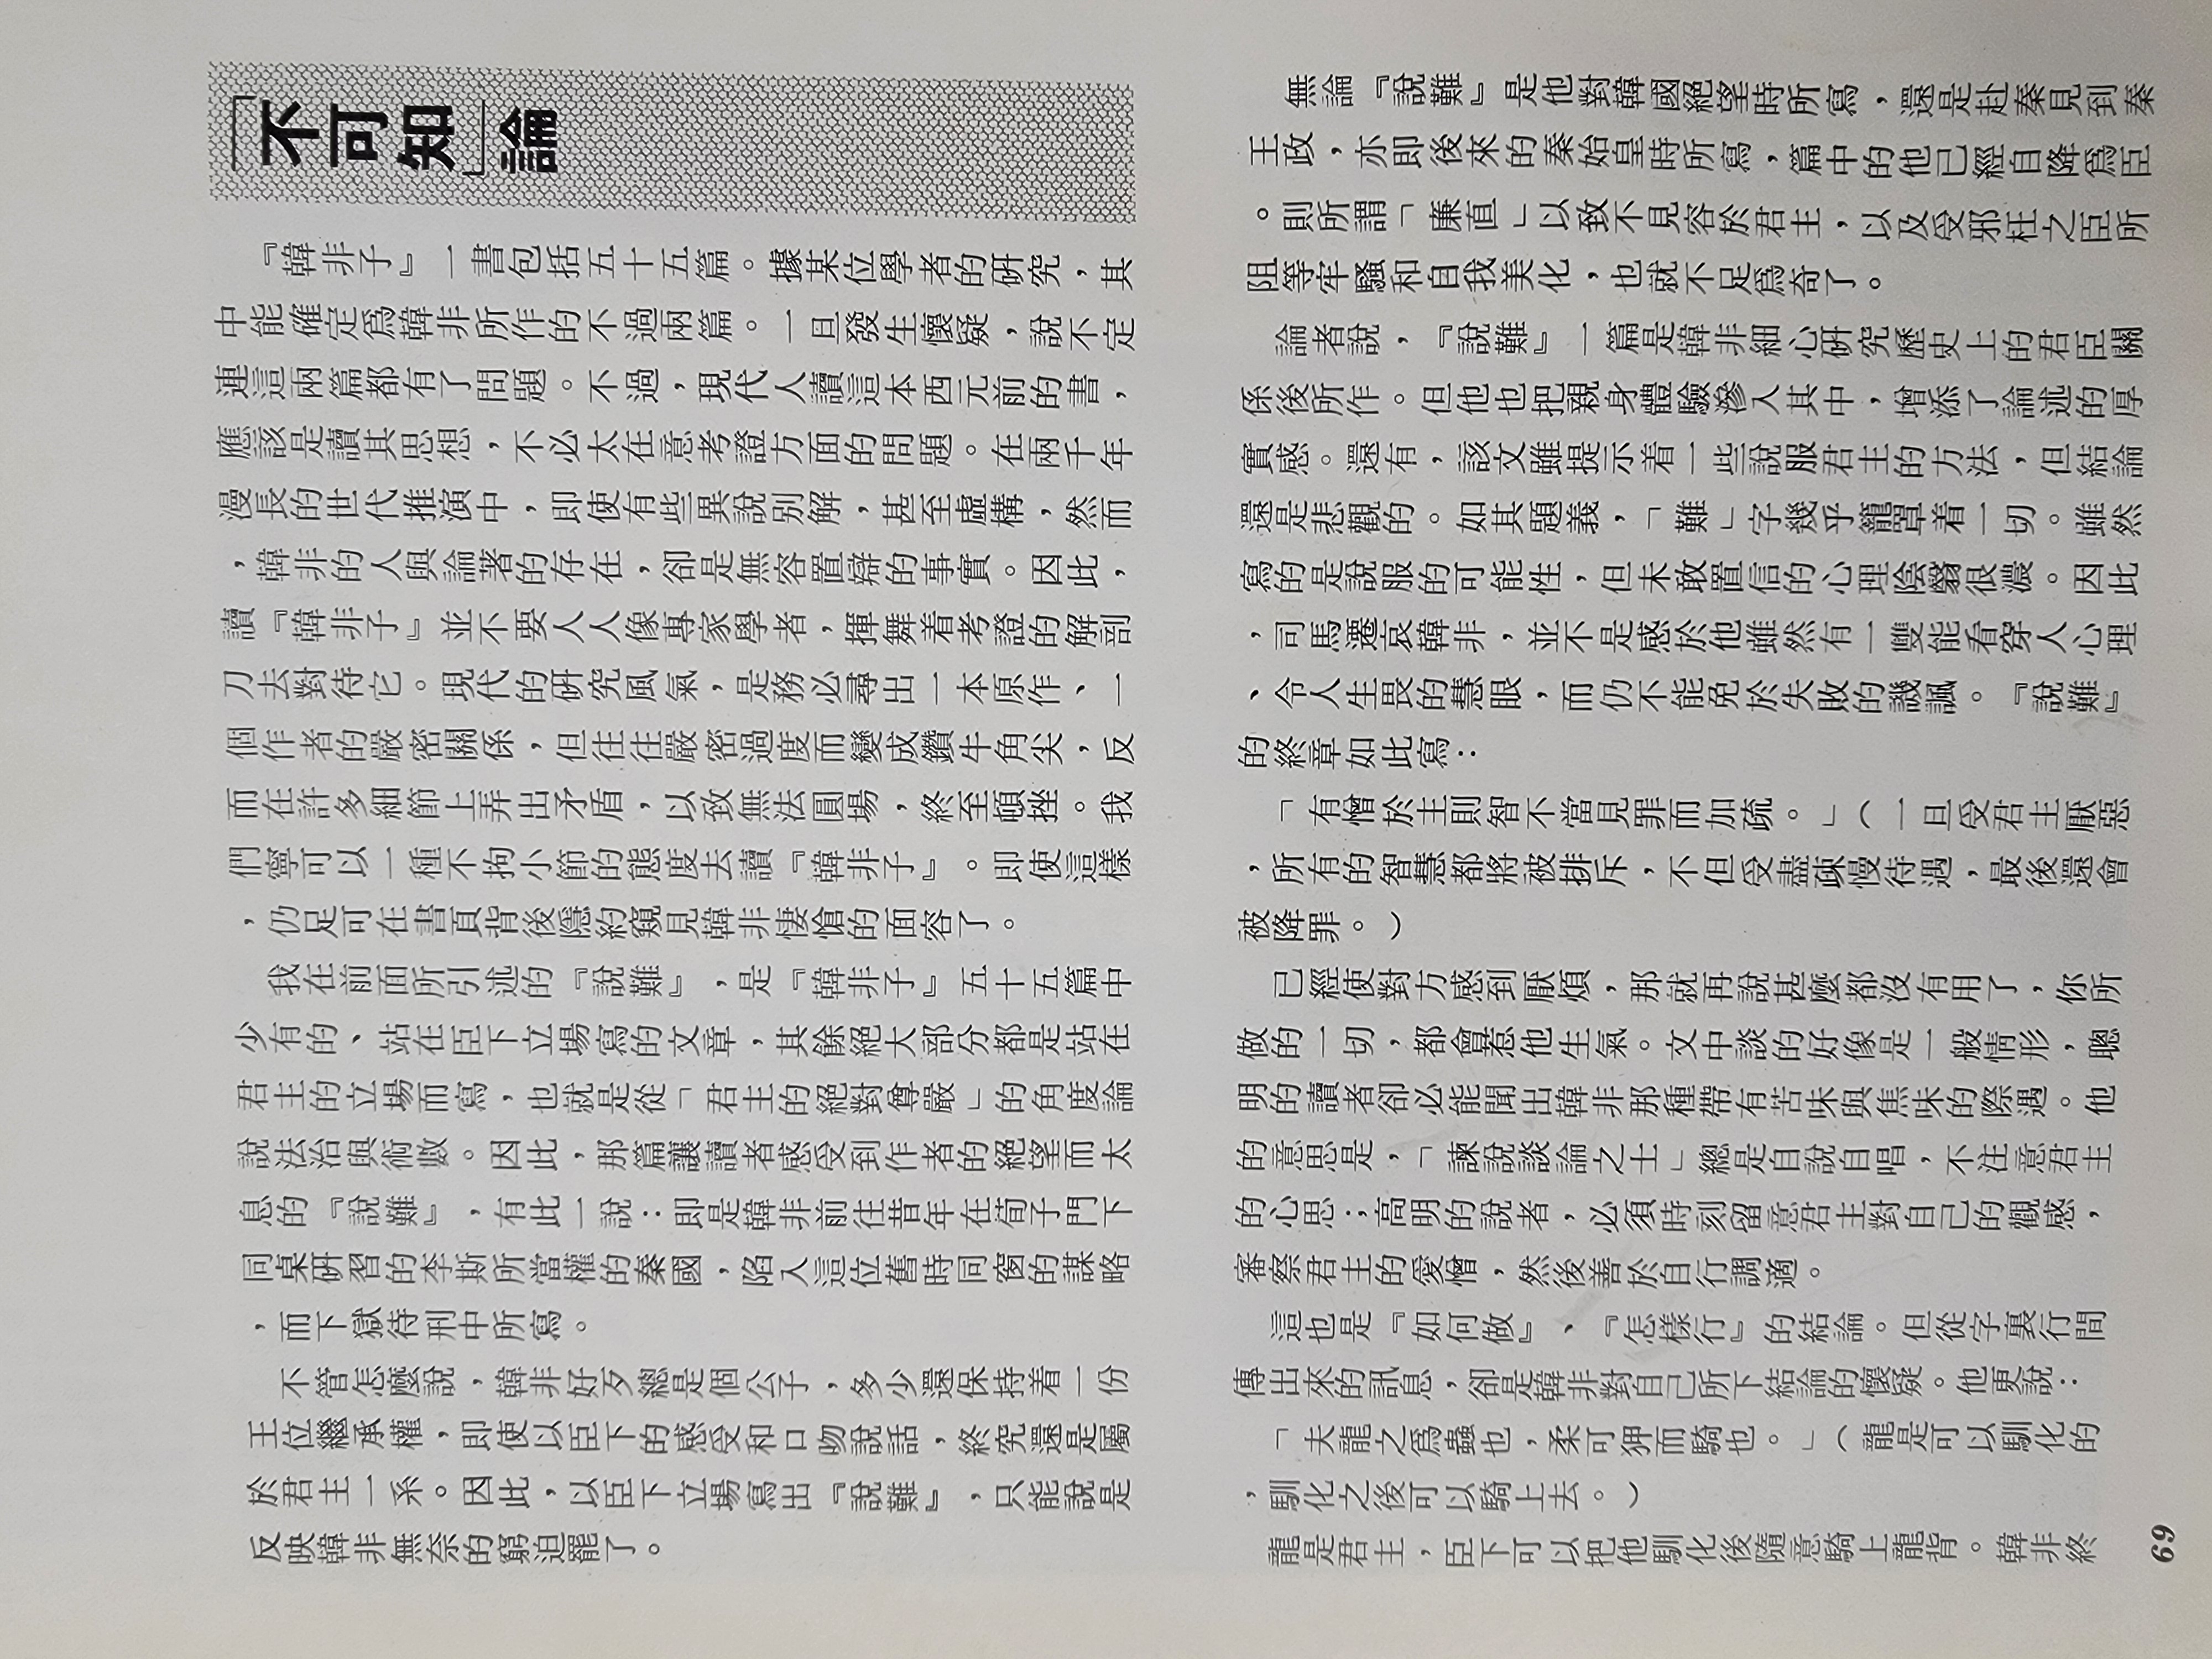 「不可知」論
『韓非子』一書包括五十五篇。據某位學者的研究，其
中能確定爲韓非所作的不過兩篇。一旦發生懷疑，說不定
連這兩篇都有了問題。不過，現代人讀這本西元前的書，
應該是讀其思想，不必太在意考證方面的問題。在兩千年
漫長的世代推演中，即使有些異說别解，甚至虛構，然而
，韓非的人與論著的存在，卻是無容置辯的事實。因此，
讀『韓非子』並不要人人像專家學者，揮舞着考證的解剖
刀去對待它。現代的研究風氣，是務必尋出一本原作、一
個作者的嚴密關係，但往往嚴密過度而變成鑽牛角尖，反
而在許多細節上弄出矛盾，以致無法圓場，終至頓挫。我
們寧可以一種不拘小節的態度去讀『韓非子』。即使這樣
，仍足可在書頁背後隱約窺見韓非悽愴的面容了。
我在前面所引述的『說難』，是『韓非子』五十五篇中
少有的、站在臣下立場寫的文章，其餘絕大部分都是站在
君主的立場而寫，也就是從「君主的絕對尊嚴」的角度論
說法治與術數。因此，那篇讓讀者感受到作者的絕望而太
息的『說難』，有此一說：即是韓非前往昔年在荀子門下
同桌研習的李斯所當權的秦國，陷入這位舊時同窗的謀略
，而下獄待刑中所寫。
不管怎麼說，韓非好歹總是個公子，多少還保持着一份
王位繼承權，即使以臣下的感受和口吻說話，終究還是屬
於君主一系。因此，以臣下立場寫出『說難』，只能說是
反映韓非無奈的窮迫罷了。
無論『說難』是他對韓國絕望時所寫，還是赴秦見到秦
王政，亦即後來的秦始皇時所寫，篇中的他已經自降爲臣
。則所謂「廉直」以致不見容於君主，以及受邪枉之臣所
阻等牢騷和自我美化，也就不足爲奇了。
論者說，『說難』一篇是韓非細心研究歷史上的君臣關
係後所作。但他也把親身體驗滲入其中，增添了論述的厚
實感。還有，該文雖提示着一些說服君主的方法，但結論
還是悲觀的。如其題義，「難」字幾乎籠罩着一切。雖然
寫的是說服的可能性，但未敢置信的心理陰翳很濃。因此
，司馬遷哀韓非，並不是感於他雖然有一雙能看穿人心理
、令人生畏的慧眼，而仍不能免於失敗的譏諷。『說難』
的終章如此寫：
「有憎於主則智不當見罪而加疏。」（一旦受君主厭惡
，所有的智慧都將被排斥，不但受盡疎慢待遇，最後還會
被降罪。）
已經使對方感到厭煩，那就再說甚麼都沒有用了，你所
做的一切，都會惹他生氣。文中談的好像是一般情形，聰
明的讀者卻必能聞出韓非那種帶有苦味與焦味的際遇。他
的意思是，「諫說談論之士」總是自說自唱，不注意君主
的心思；高明的說者，必須時刻留意君主對自己的觀感，
審察君主的愛憎，然後善於自行調適。
這也是『如何做』、『怎樣行』的結論。但從字裏行間
傳出來的訊息，卻是韓非對自己所下結論的懷疑。他更說：
「夫龍之爲蟲也，柔可狎而騎也。」（龍是可以馴化的
，馴化之後可以騎上去。）
龍是君主，臣下可以把他馴化後隨意騎上龍背。韓非終
69